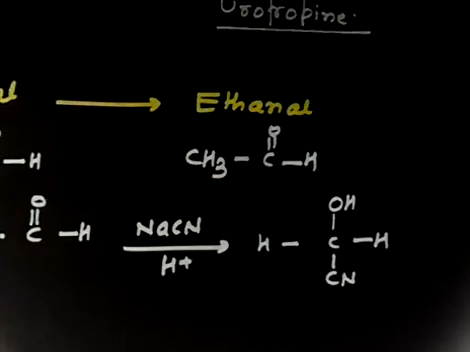 Urotropine.
Ethanal
O
||
—H CH3 — C —H
O
||
C —H NaCN H+ OH
|
H — C —H
|
CN